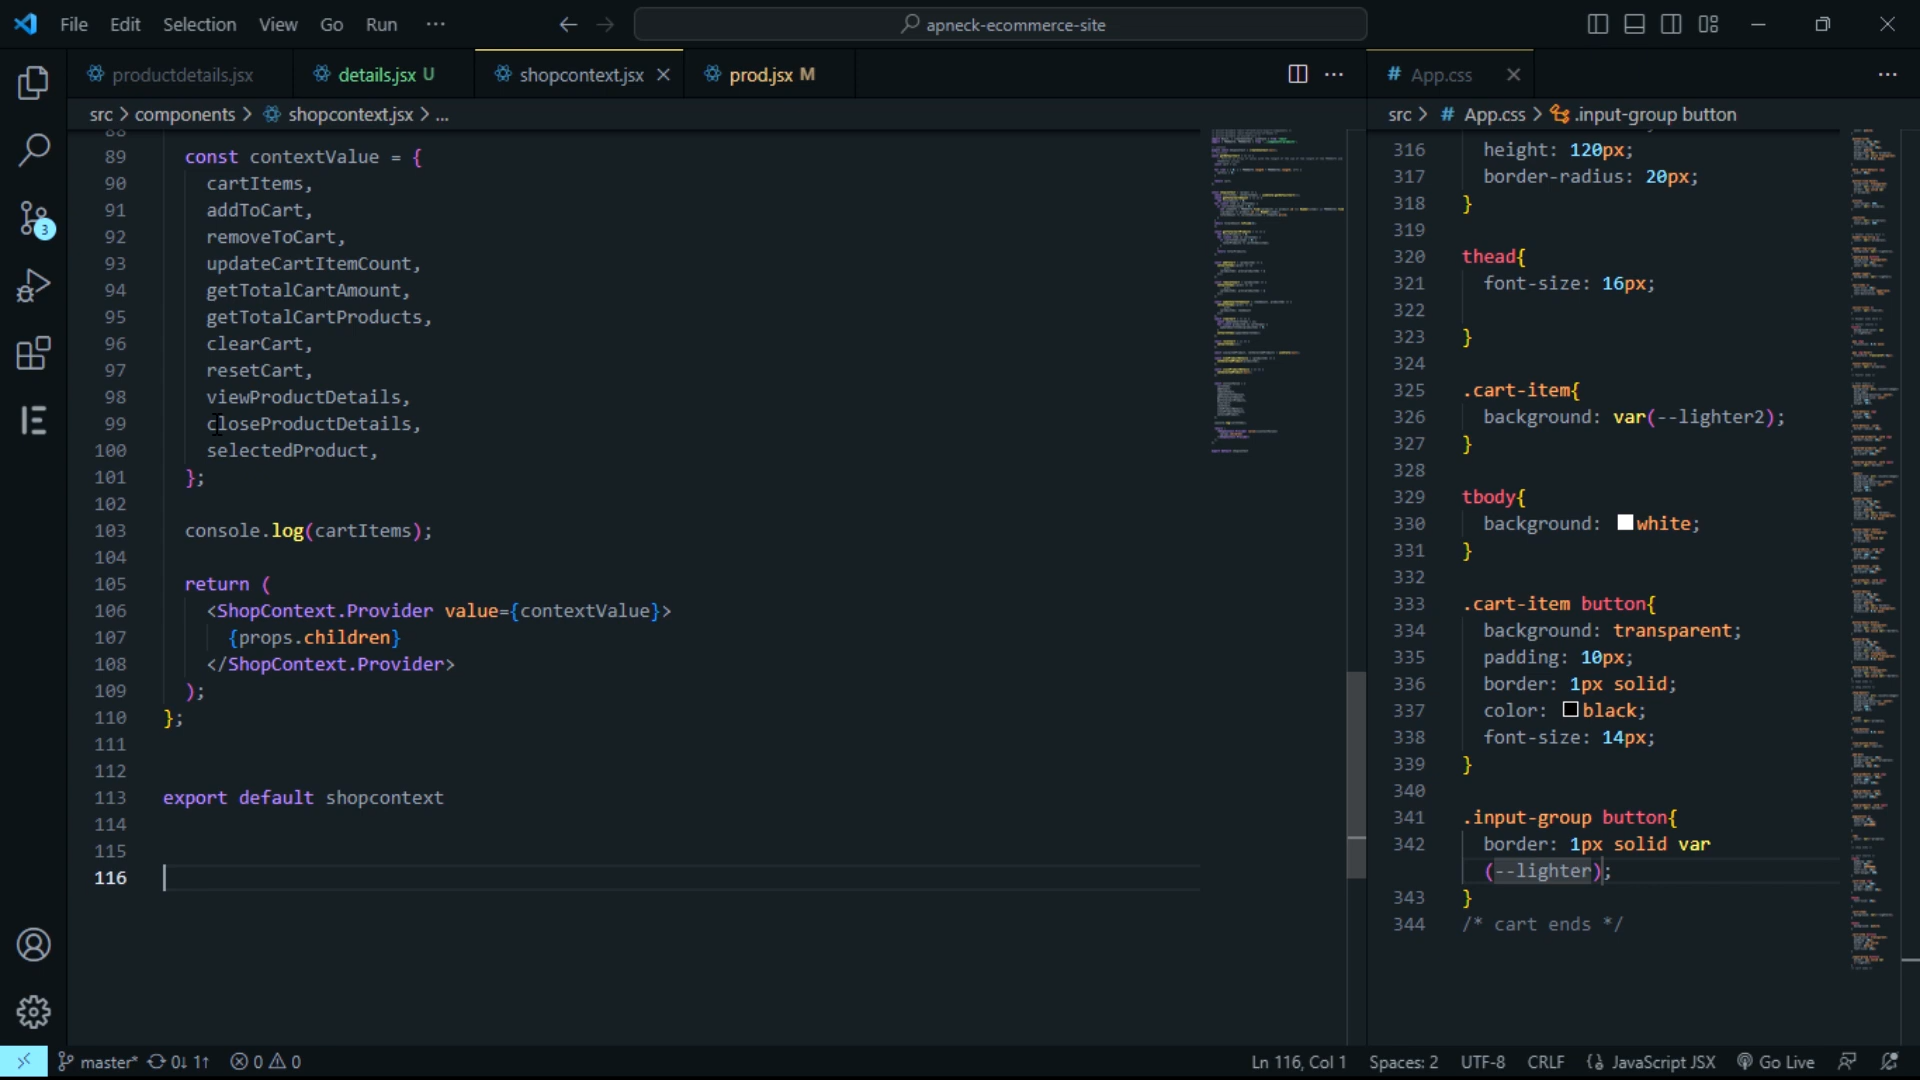 File Edit Selection View Go Run ···
apneck-ecommerce-site
productdetails.jsx
details.jsx U
shopcontext.jsx
prod.jsx M
# App.css
src > components > shopcontext.jsx > ...
src > # App.css > .input-group button
3
88
89 const contextValue = {
90 cartItems,
91 addToCart,
92 removeToCart,
93 updateCartItemCount,
94 getTotalCartAmount,
95 getTotalCartProducts,
96 clearCart,
97 resetCart,
98 viewProductDetails,
99 closeProductDetails,
100 selectedProduct,
101 };
102
103 console.log(cartItems);
104
105 return (
106 <ShopContext.Provider value={contextValue}>
107 {props.children}
108 </ShopContext.Provider>
109 );
110 };
111
112
113 export default shopcontext
114
115
116
316 height: 120px;
317 border-radius: 20px;
318 }
319
320 thead{
321 font-size: 16px;
322
323 }
324
325 .cart-item{
326 background: var(--lighter2);
327 }
328
329 tbody{
330 background: white;
331 }
332
333 .cart-item button{
334 background: transparent;
335 padding: 10px;
336 border: 1px solid;
337 color: black;
338 font-size: 14px;
339 }
340
341 .input-group button{
342 border: 1px solid var
(--lighter);
343 }
344 /* cart ends */
master* 0↓ 1↑ 0 0
Ln 116, Col 1 Spaces: 2 UTF-8 CRLF {} JavaScript JSX Go Live